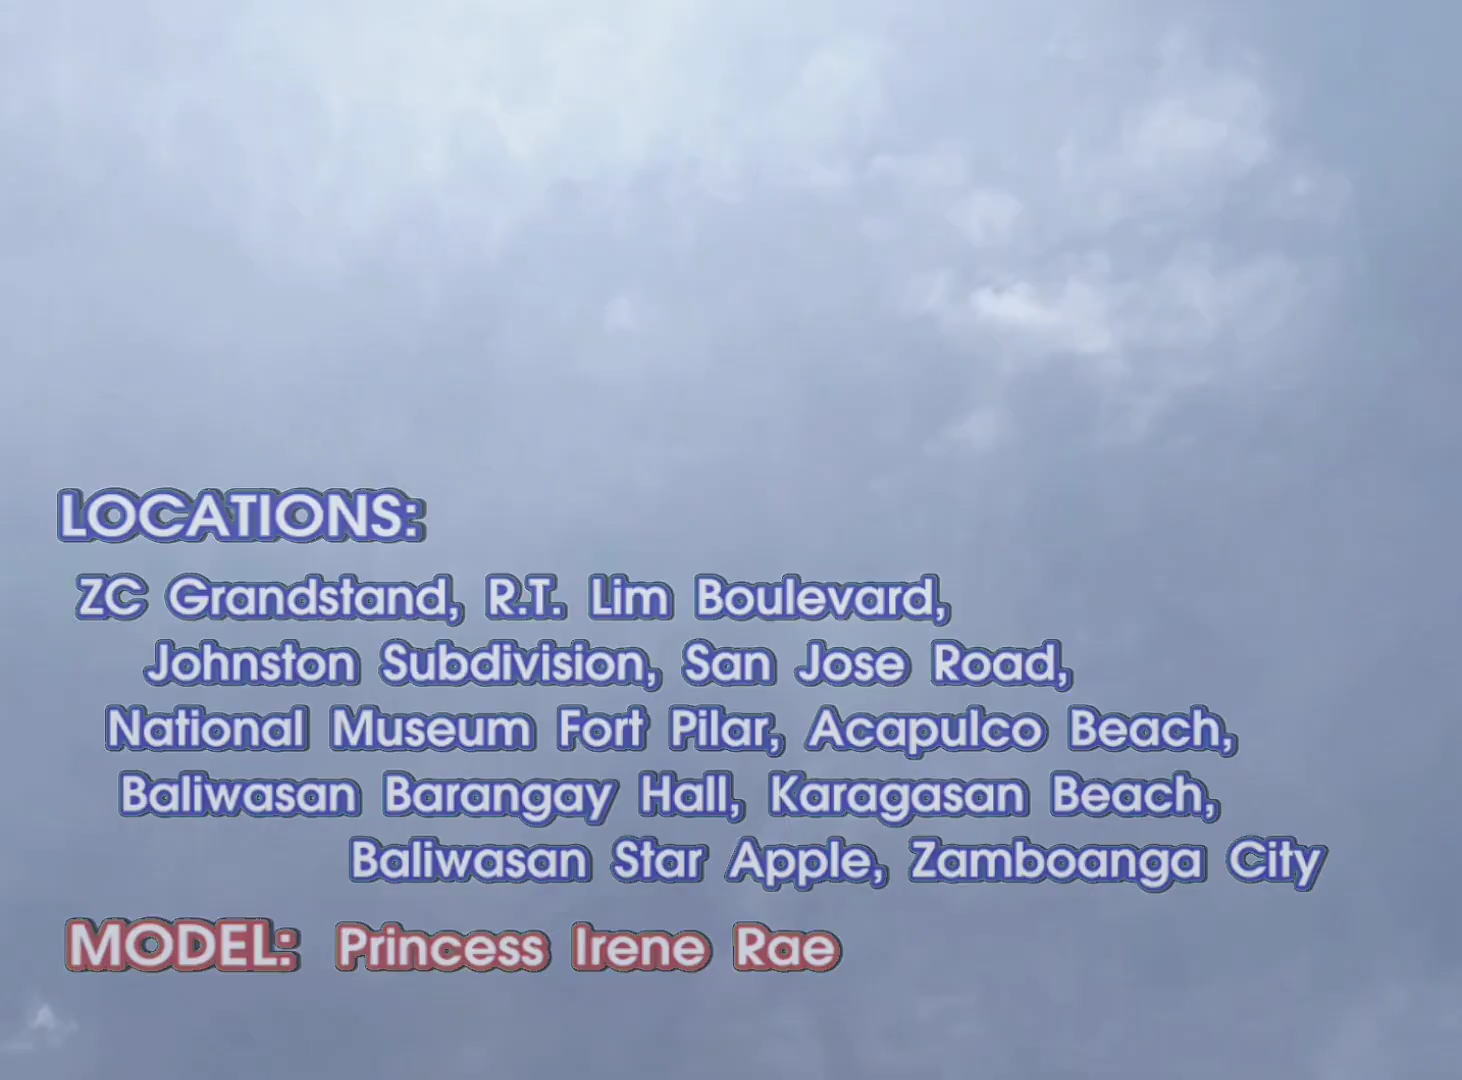 LOCATIONS:
ZC Grandstand, R.T. Lim Boulevard,
Johnston Subdivision, San Jose Road,
National Museum Fort Pilar, Acapulco Beach,
Baliwasan Barangay Hall, Karagasan Beach,
Baliwasan Star Apple, Zamboanga City
MODEL: Princess Irene Rae